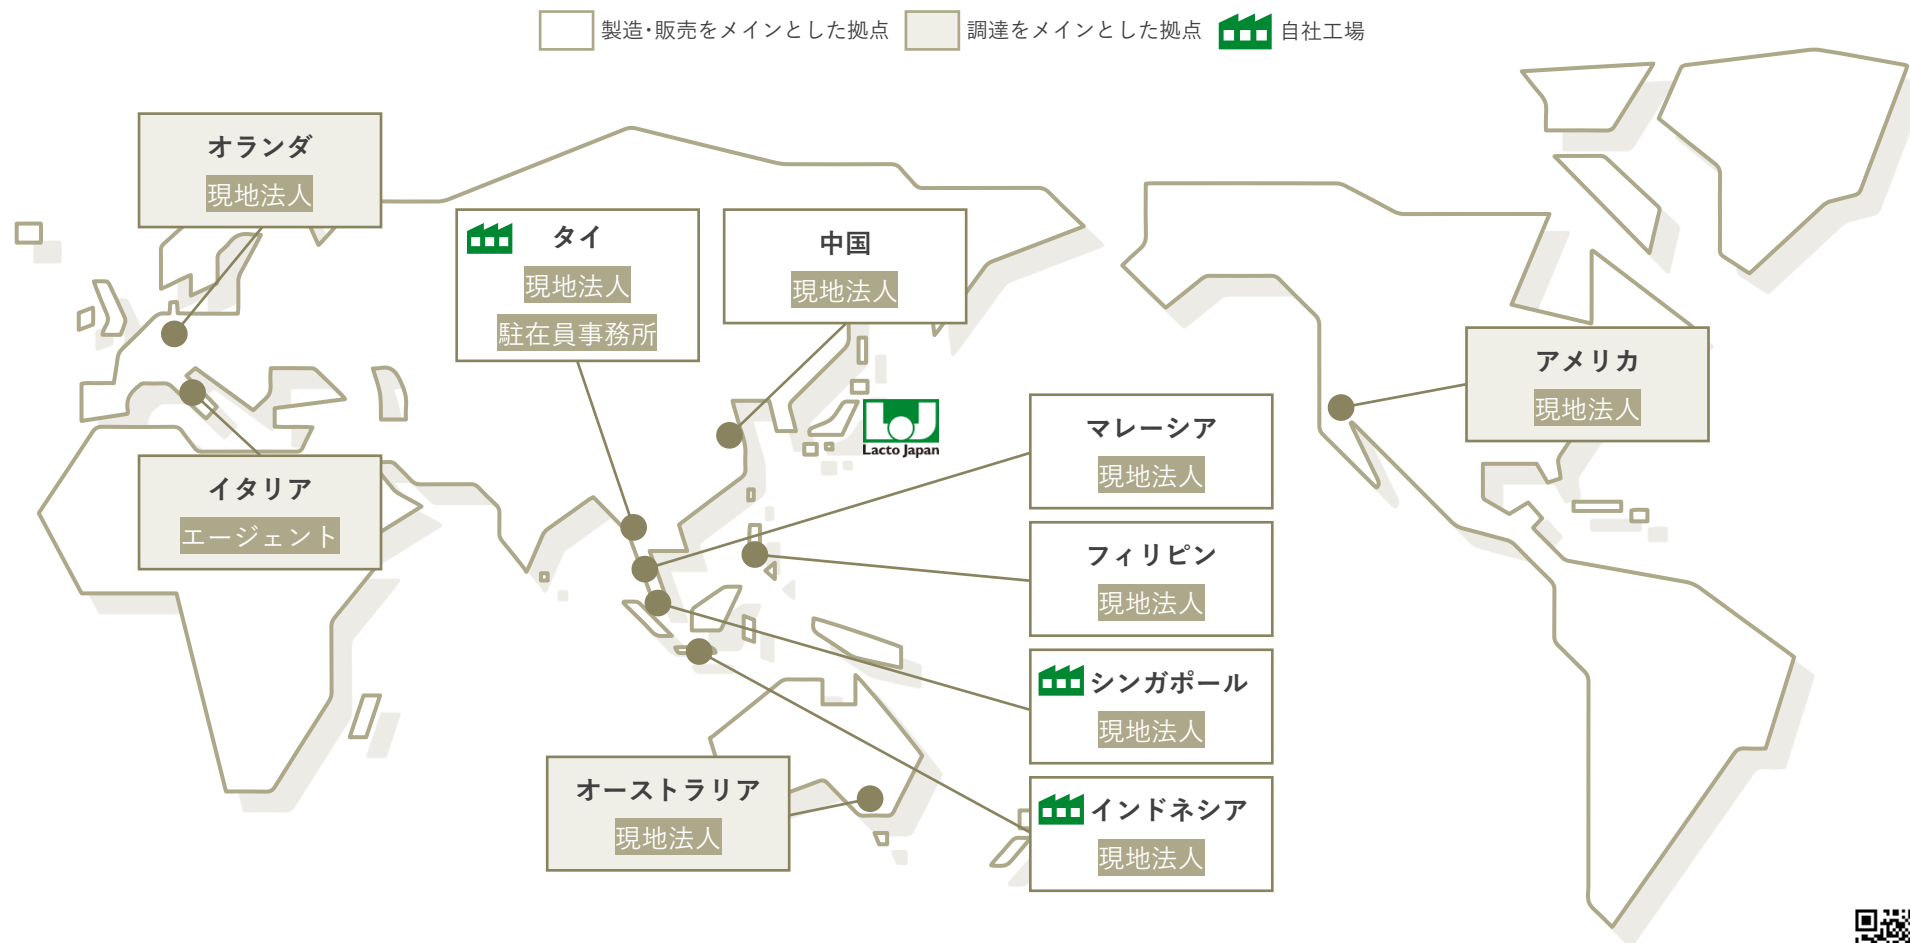 製造・販売をメインとした拠点
調達をメインとした拠点
自社工場
オランダ
現地法人
タイ
現地法人
駐在員事務所
中国
現地法人
アメリカ
現地法人
Lacto Japan
マレーシア
現地法人
イタリア
エージェント
フィリピン
現地法人
シンガポール
現地法人
オーストラリア
現地法人
インドネシア
現地法人